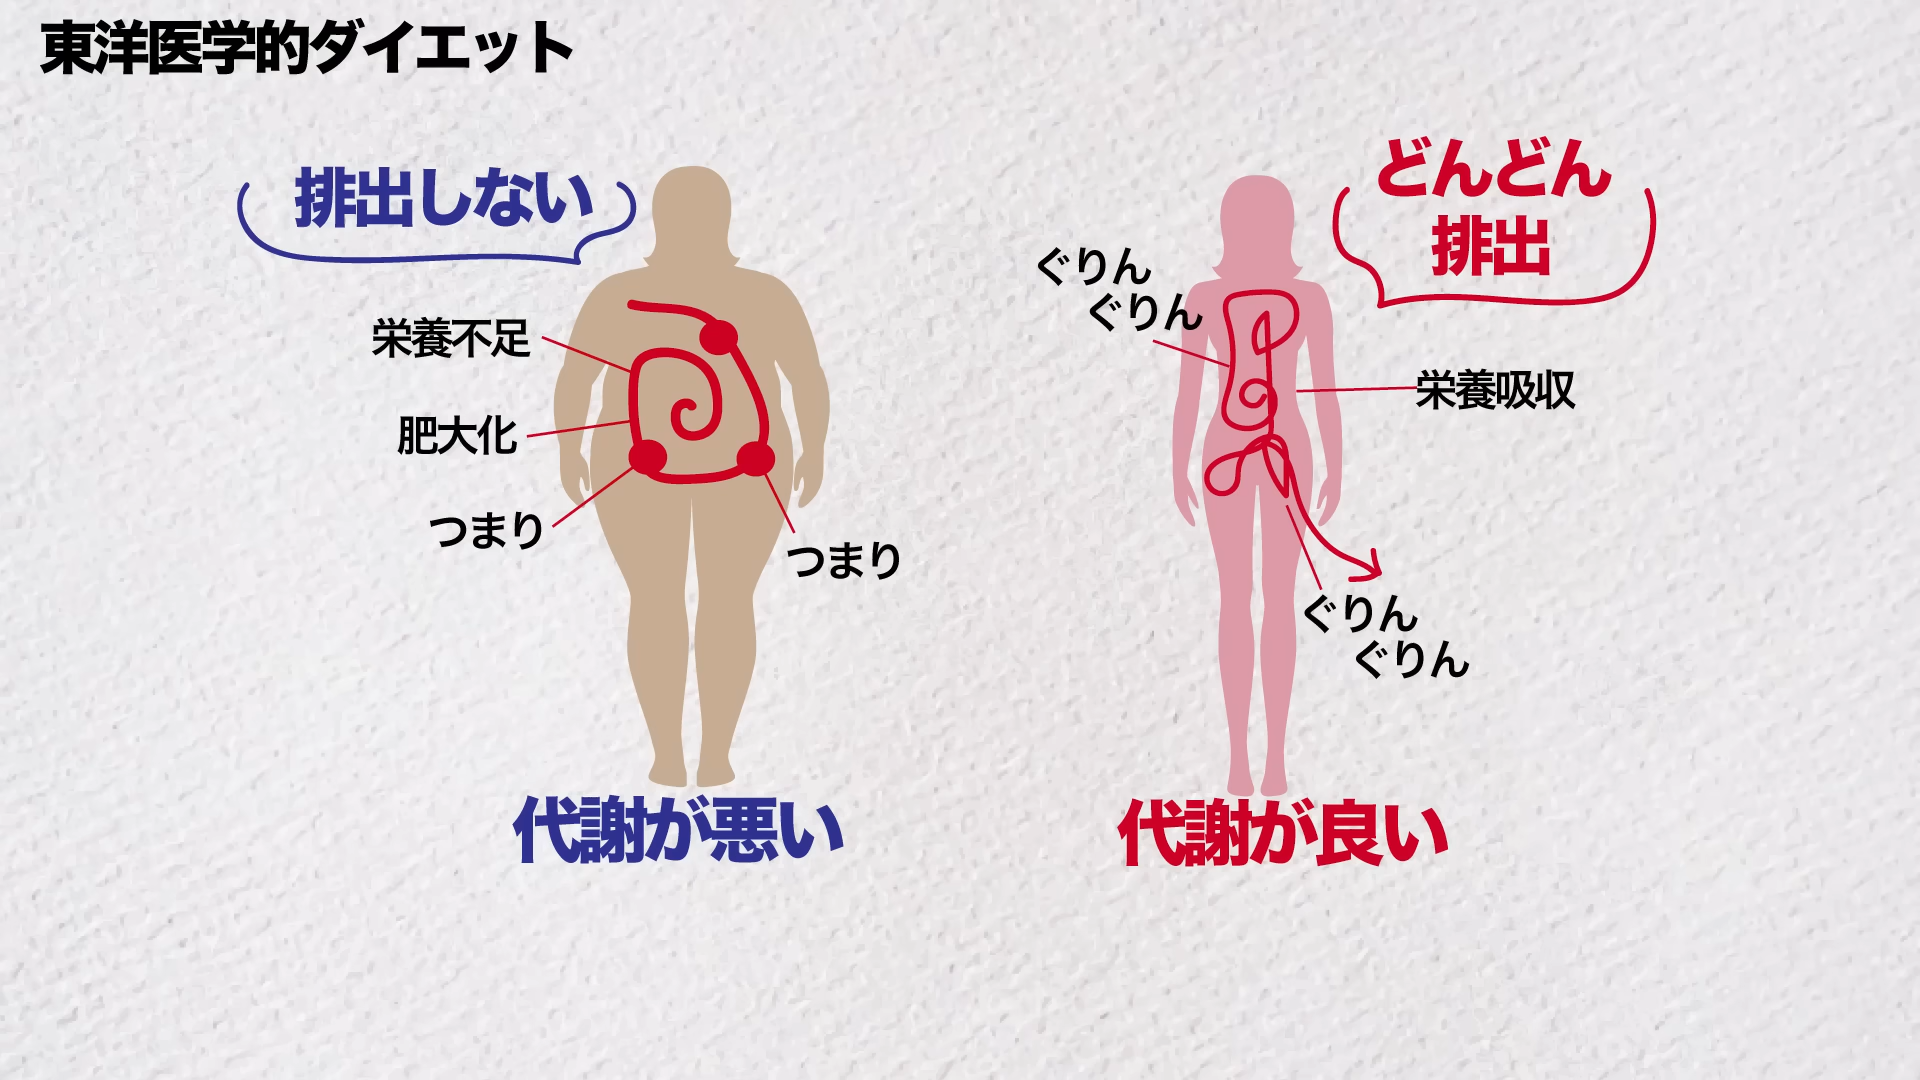 東洋医学的ダイエット
排出しない
栄養不足
肥大化
つまり
つまり
代謝が悪い
どんどん
排出
ぐりん
ぐりん
栄養吸収
ぐりん
ぐりん
代謝が良い